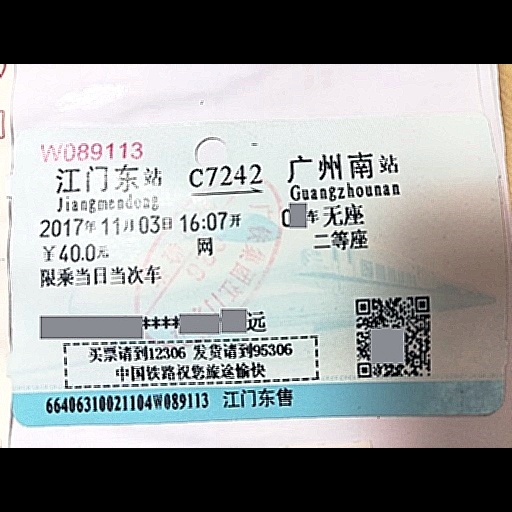 W089113
江门东站 C7242 广州南站
Jiangmendong Guangzhounan
2017年11月03日16:07开 0车无座
￥40.0元 网 二等座
限乘当日当次车
****远
买票请到12306 发货请到95306
中国铁路祝您旅途愉快
66406310021104W089113 江门东售